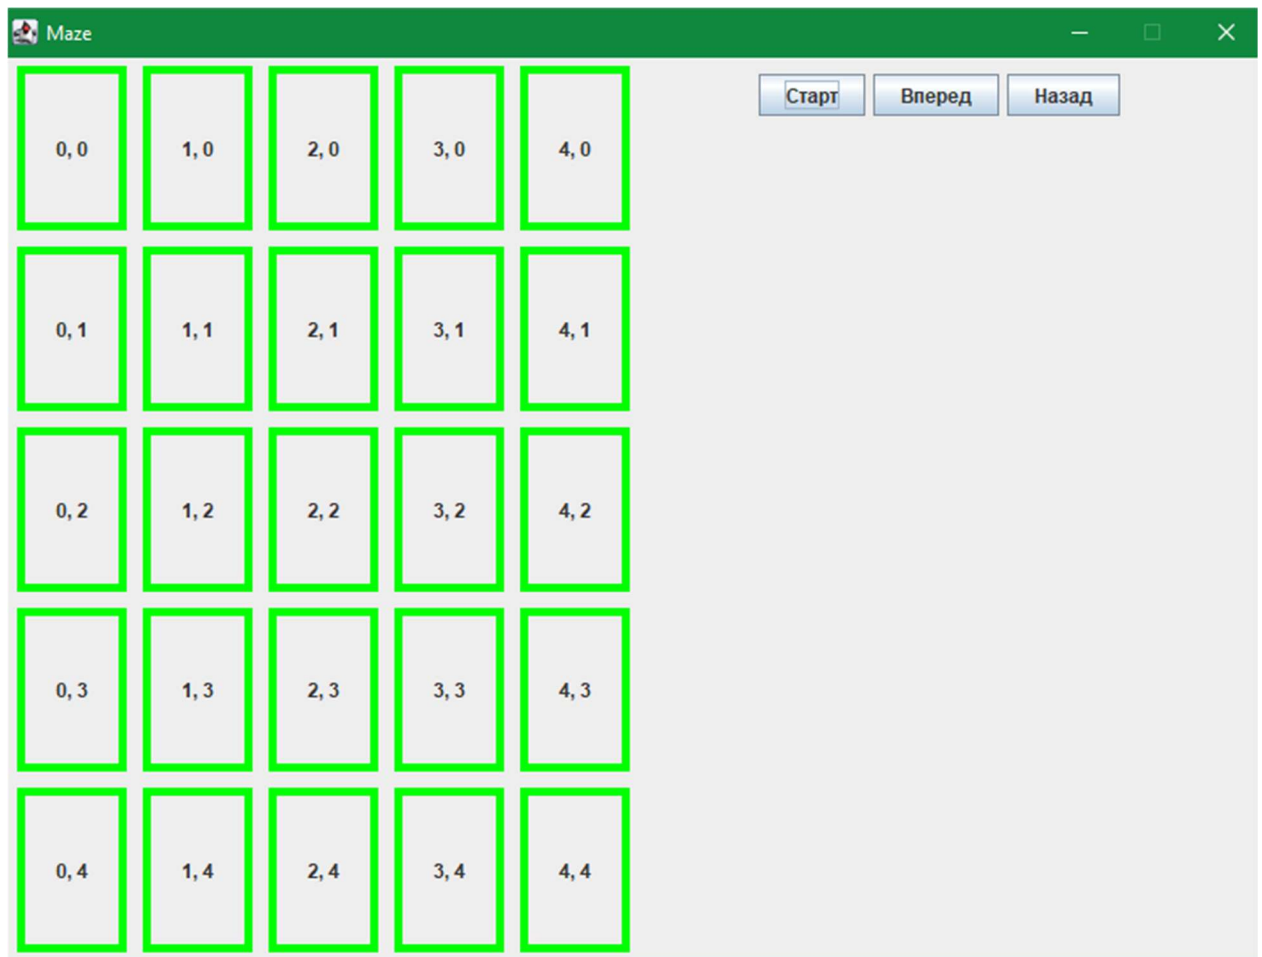 Maze
Старт Вперед Назад
0, 0 1, 0 2, 0 3, 0 4, 0
0, 1 1, 1 2, 1 3, 1 4, 1
0, 2 1, 2 2, 2 3, 2 4, 2
0, 3 1, 3 2, 3 3, 3 4, 3
0, 4 1, 4 2, 4 3, 4 4, 4